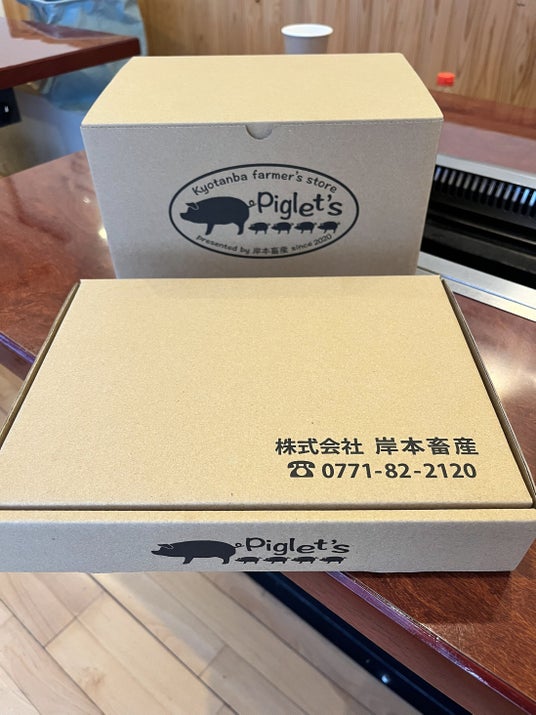 Kyotanba farmer's store
Piglet's
presented by 岸本畜産 since 2020
株式会社 岸本畜産
☎ 0771-82-2120
Piglet's